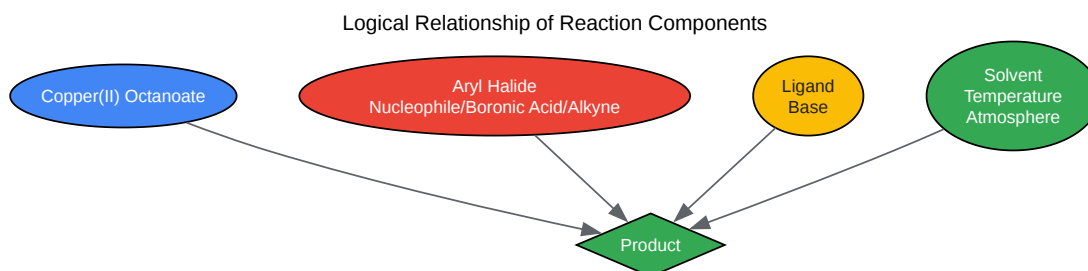 Logical Relationship of Reaction Components
Copper(II) Octanoate
Aryl Halide
Nucleophile/Boronic Acid/Alkyne
Ligand
Base
Solvent
Temperature
Atmosphere
Product